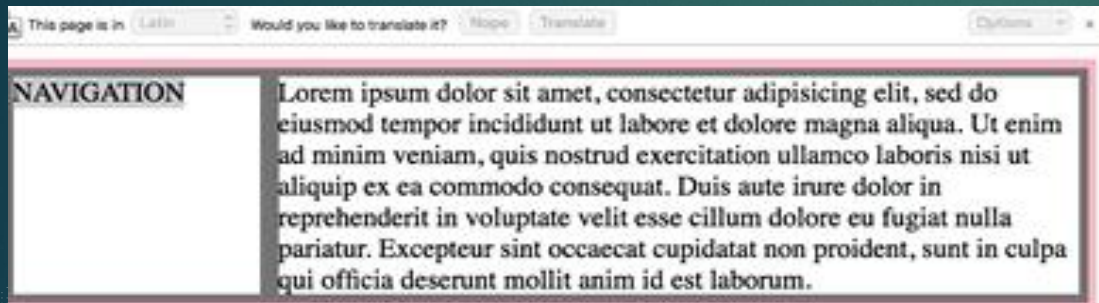 This page is in Latin Would you like to translate it? Nope Translate Options
NAVIGATION
Lorem ipsum dolor sit amet, consectetur adipisicing elit, sed do
eiusmod tempor incididunt ut labore et dolore magna aliqua. Ut enim
ad minim veniam, quis nostrud exercitation ullamco laboris nisi ut
aliquip ex ea commodo consequat. Duis aute irure dolor in
reprehenderit in voluptate velit esse cillum dolore eu fugiat nulla
pariatur. Excepteur sint occaecat cupidatat non proident, sunt in culpa
qui officia deserunt mollit anim id est laborum.